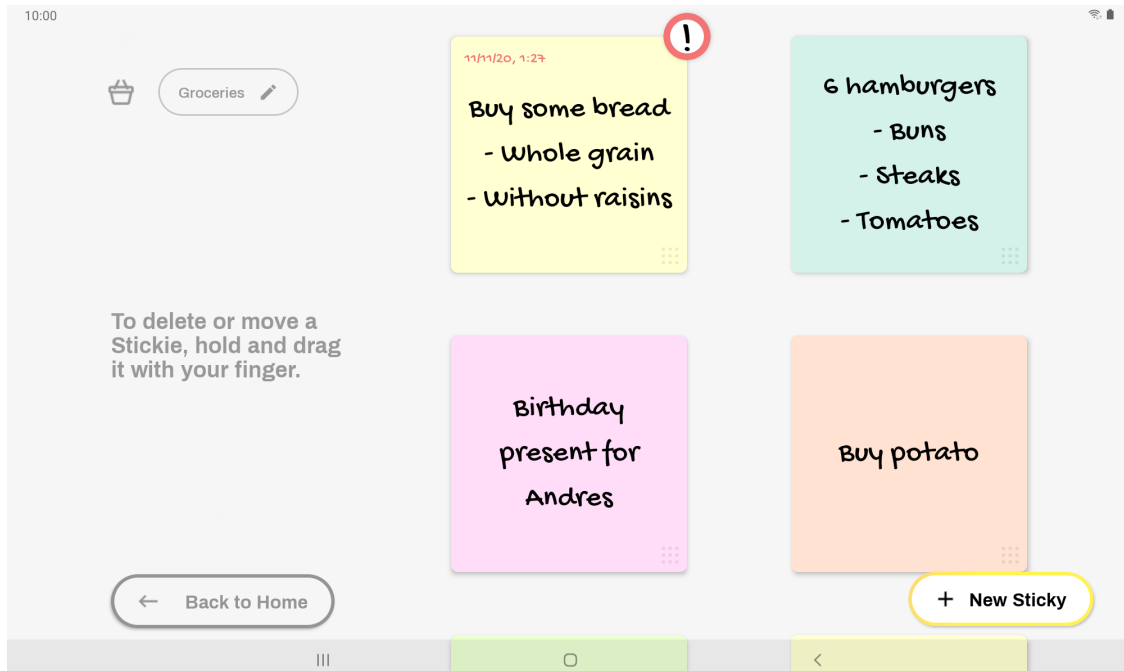 10:00
Groceries
To delete or move a
Stickie, hold and drag
it with your finger.
Back to Home
11/11/20, 1:27
!
Buy some bread
- Whole grain
- Without raisins
6 hamburgers
- Buns
- Steaks
- Tomatoes
Birthday
present for
Andres
Buy potato
+ New Sticky